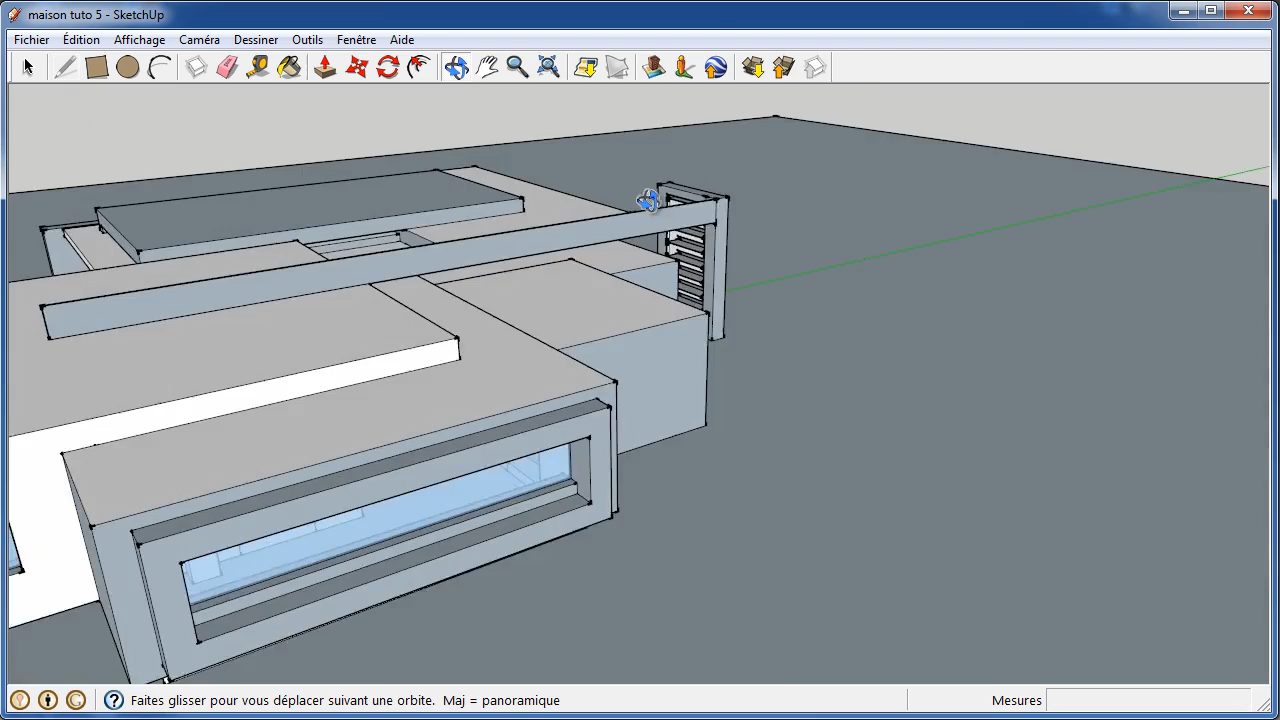 maison tuto 5 - SketchUp
Fichier Édition Affichage Caméra Dessiner Outils Fenêtre Aide
Faites glisser pour vous déplacer suivant une orbite. Maj = panoramique Mesures